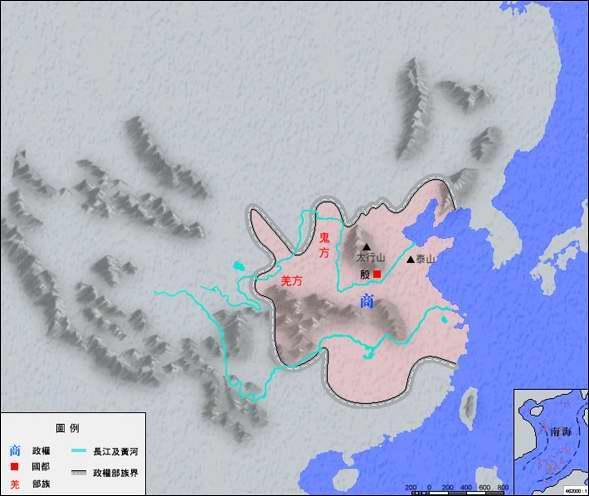 鬼方
太行山
泰山
殷
羌方
商
圖例
商 政權
國都
羌 部族
長江及黃河
政權部族界
南海
200 0 200 400 600 800